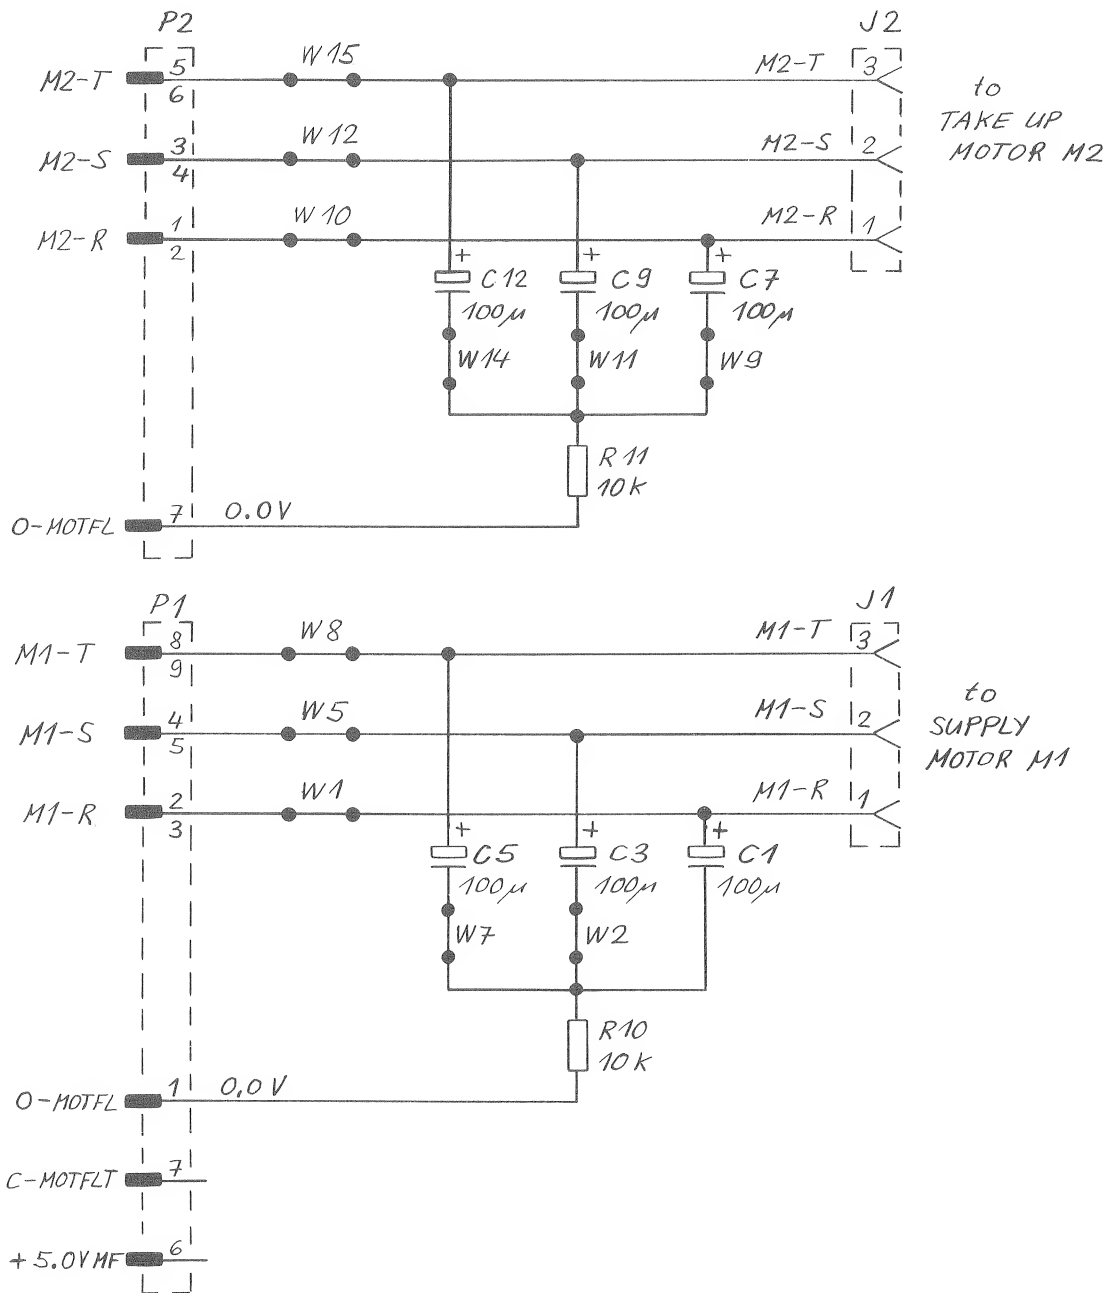 P2
J2
M2-T
5
6
W15
M2-T
3
to
TAKE UP
MOTOR M2
M2-S
3
4
W12
M2-S
2
M2-R
1
2
W10
M2-R
1
+
+
+
C12
100µ
C9
100µ
C7
100µ
W14
W11
W9
R11
10K
O-MOTFL
7
0.0V
P1
J1
M1-T
8
9
W8
M1-T
3
to
SUPPLY
MOTOR M1
M1-S
4
5
W5
M1-S
2
M1-R
2
3
W1
M1-R
1
+
+
+
C5
100µ
C3
100µ
C1
100µ
W7
W2
R10
10K
O-MOTFL
1
0,0V
C-MOTFLT
7
+5.0VMF
6